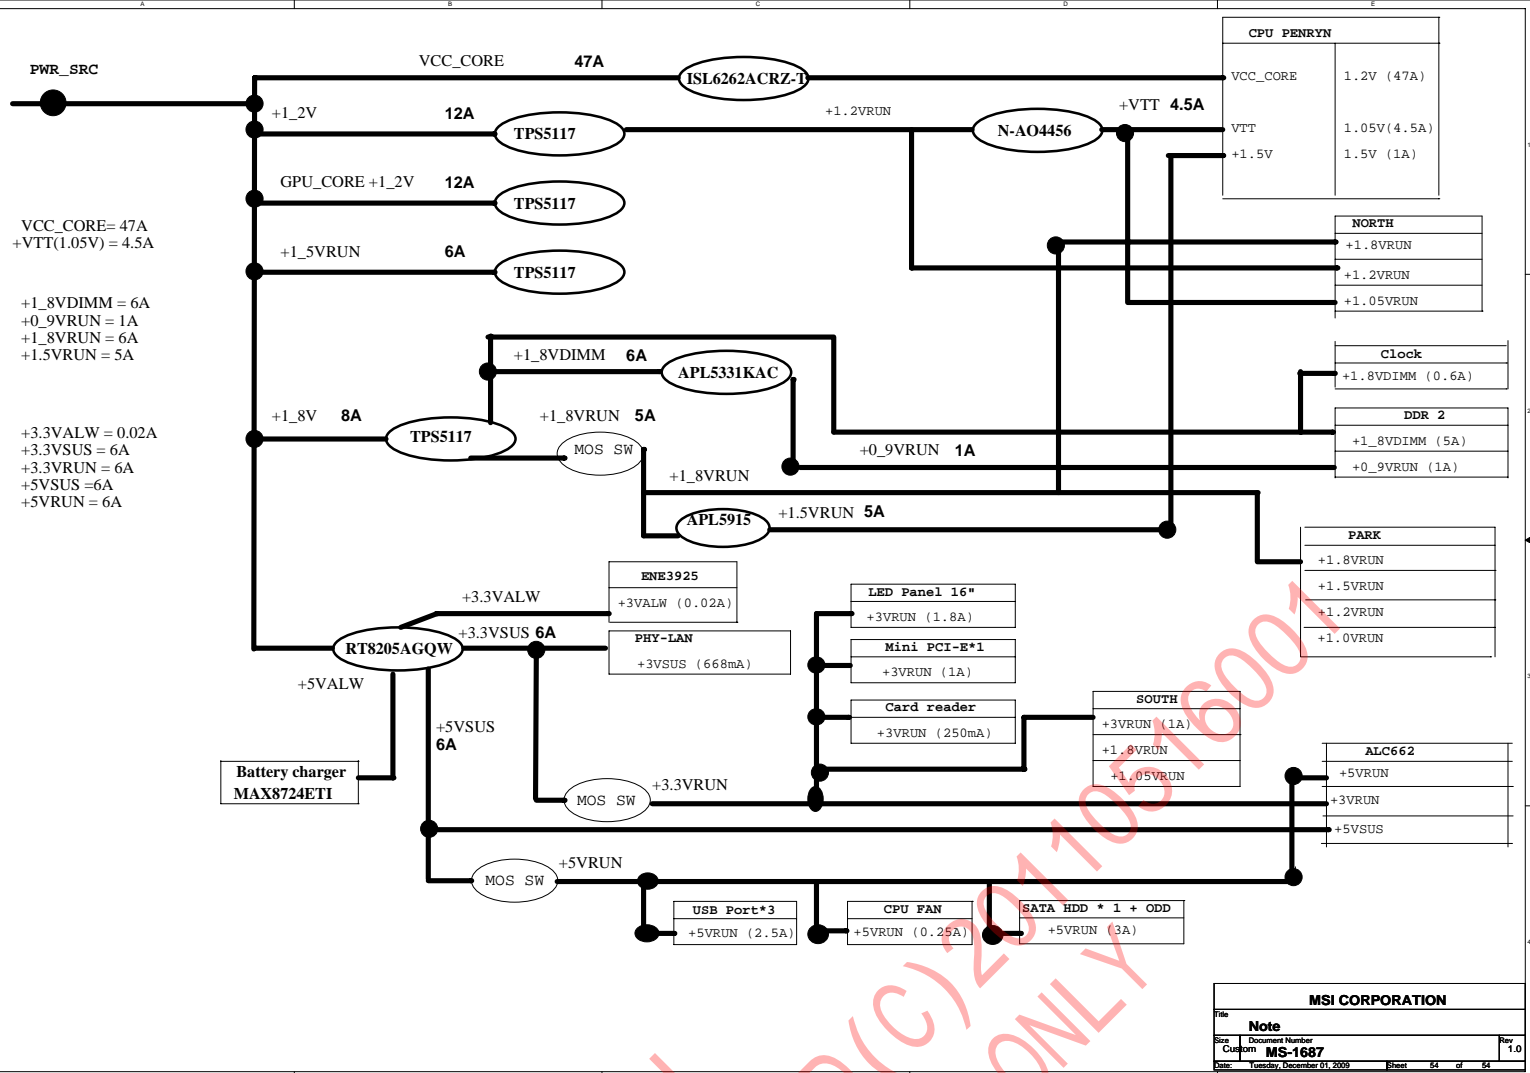 A B C D E
PWR_SRC
VCC_CORE 47A
ISL6262ACRZ-T
CPU PENRYN
VCC_CORE 1.2V (47A)
VTT 1.05V(4.5A)
+1.5V 1.5V (1A)
+1_2V 12A
TPS5117
+1.2VRUN
N-AO4456
+VTT 4.5A
GPU_CORE +1_2V 12A
TPS5117
VCC_CORE= 47A
+VTT(1.05V) = 4.5A
+1_5VRUN 6A
TPS5117
NORTH
+1.8VRUN
+1.2VRUN
+1.05VRUN
+1_8VDIMM = 6A
+0_9VRUN = 1A
+1_8VRUN = 6A
+1.5VRUN = 5A
+1_8VDIMM 6A
APL5331KAC
Clock
+1.8VDIMM (0.6A)
+1_8V 8A
TPS5117
+1_8VRUN 5A
MOS SW
DDR 2
+1_8VDIMM (5A)
+0_9VRUN (1A)
+0_9VRUN 1A
+3.3VALW = 0.02A
+3.3VSUS = 6A
+3.3VRUN = 6A
+5VSUS =6A
+5VRUN = 6A
+1_8VRUN
APL5915
+1.5VRUN 5A
PARK
+1.8VRUN
+1.5VRUN
+1.2VRUN
+1.0VRUN
+3.3VALW
ENE3925
+3VALW (0.02A)
RT8205AGQW
+3.3VSUS 6A
PHY-LAN
+3VSUS (668mA)
LED Panel 16"
+3VRUN (1.8A)
Mini PCI-E*1
+3VRUN (1A)
Card reader
+3VRUN (250mA)
SOUTH
+3VRUN (1A)
+1.8VRUN
+1.05VRUN
+5VALW
+5VSUS
6A
Battery charger
MAX8724ETI
MOS SW
+3.3VRUN
ALC662
+5VRUN
+3VRUN
+5VSUS
MOS SW
+5VRUN
USB Port*3
+5VRUN (2.5A)
CPU FAN
+5VRUN (0.25A)
SATA HDD * 1 + ODD
+5VRUN (3A)
(C)2011051601
ONLY
MSI CORPORATION
Title
Note
Size Document Number Rev
Custom MS-1687 1.0
Date: Tuesday, December 01, 2009 Sheet 54 of 54